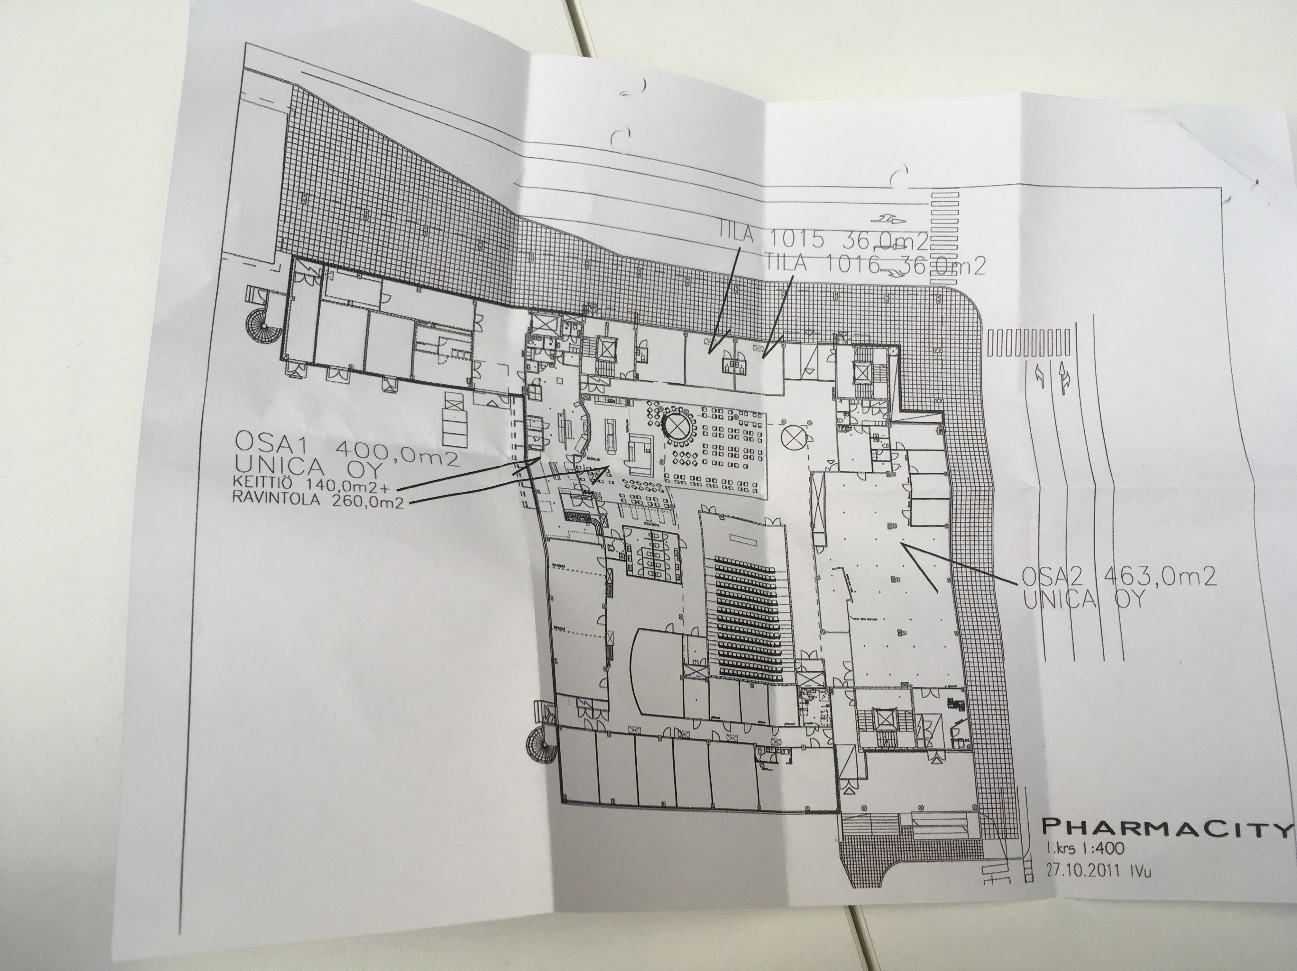 TILA 1015 36,0m2
TILA 1016 36,0m2
OSA1 400,0m2
UNICA OY
KEITTIÖ 140,0m2+
RAVINTOLA 260,0m2
OSA2 463,0m2
UNICA OY
PHARMACITY
1.krs 1:400
27.10.2011 IVu